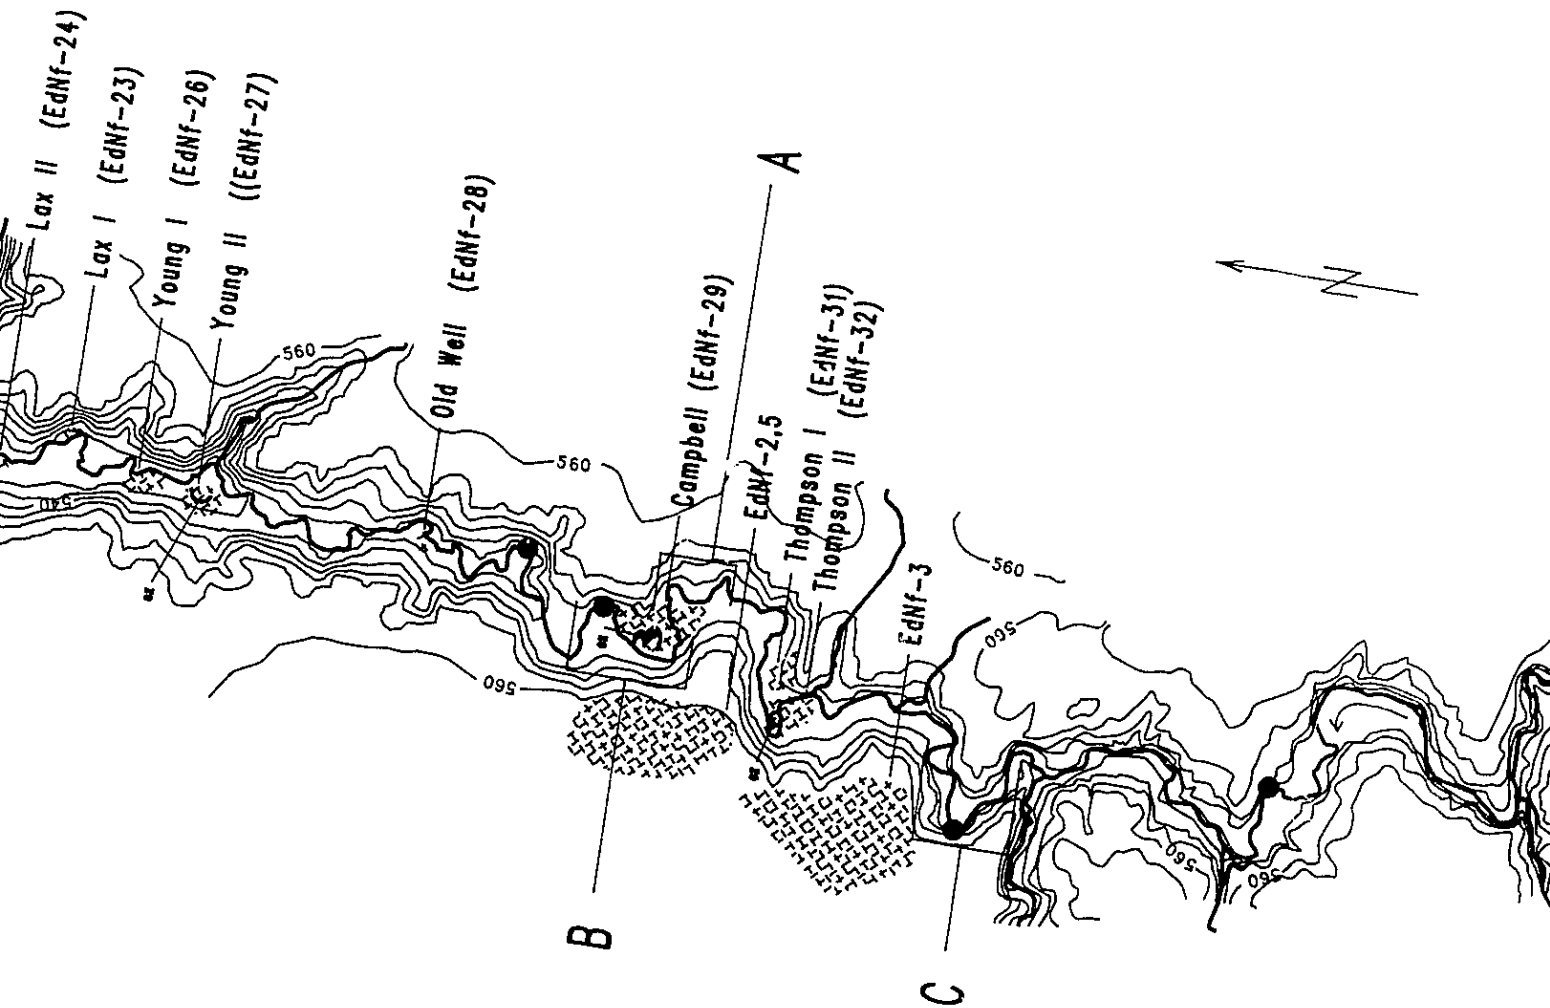 Lax II (EdNf-24)
Lax I (EdNf-23)
Young I (EdNf-26)
Young II ((EdNf-27)
Old Well (EdNf-28)
Campbell (EdNf-29)
EdNf-2,5
Thompson I (EdNf-31)
Thompson II (EdNf-32)
EdNf-3
A
B
C
N
560
540
560
560
560
560
560
560